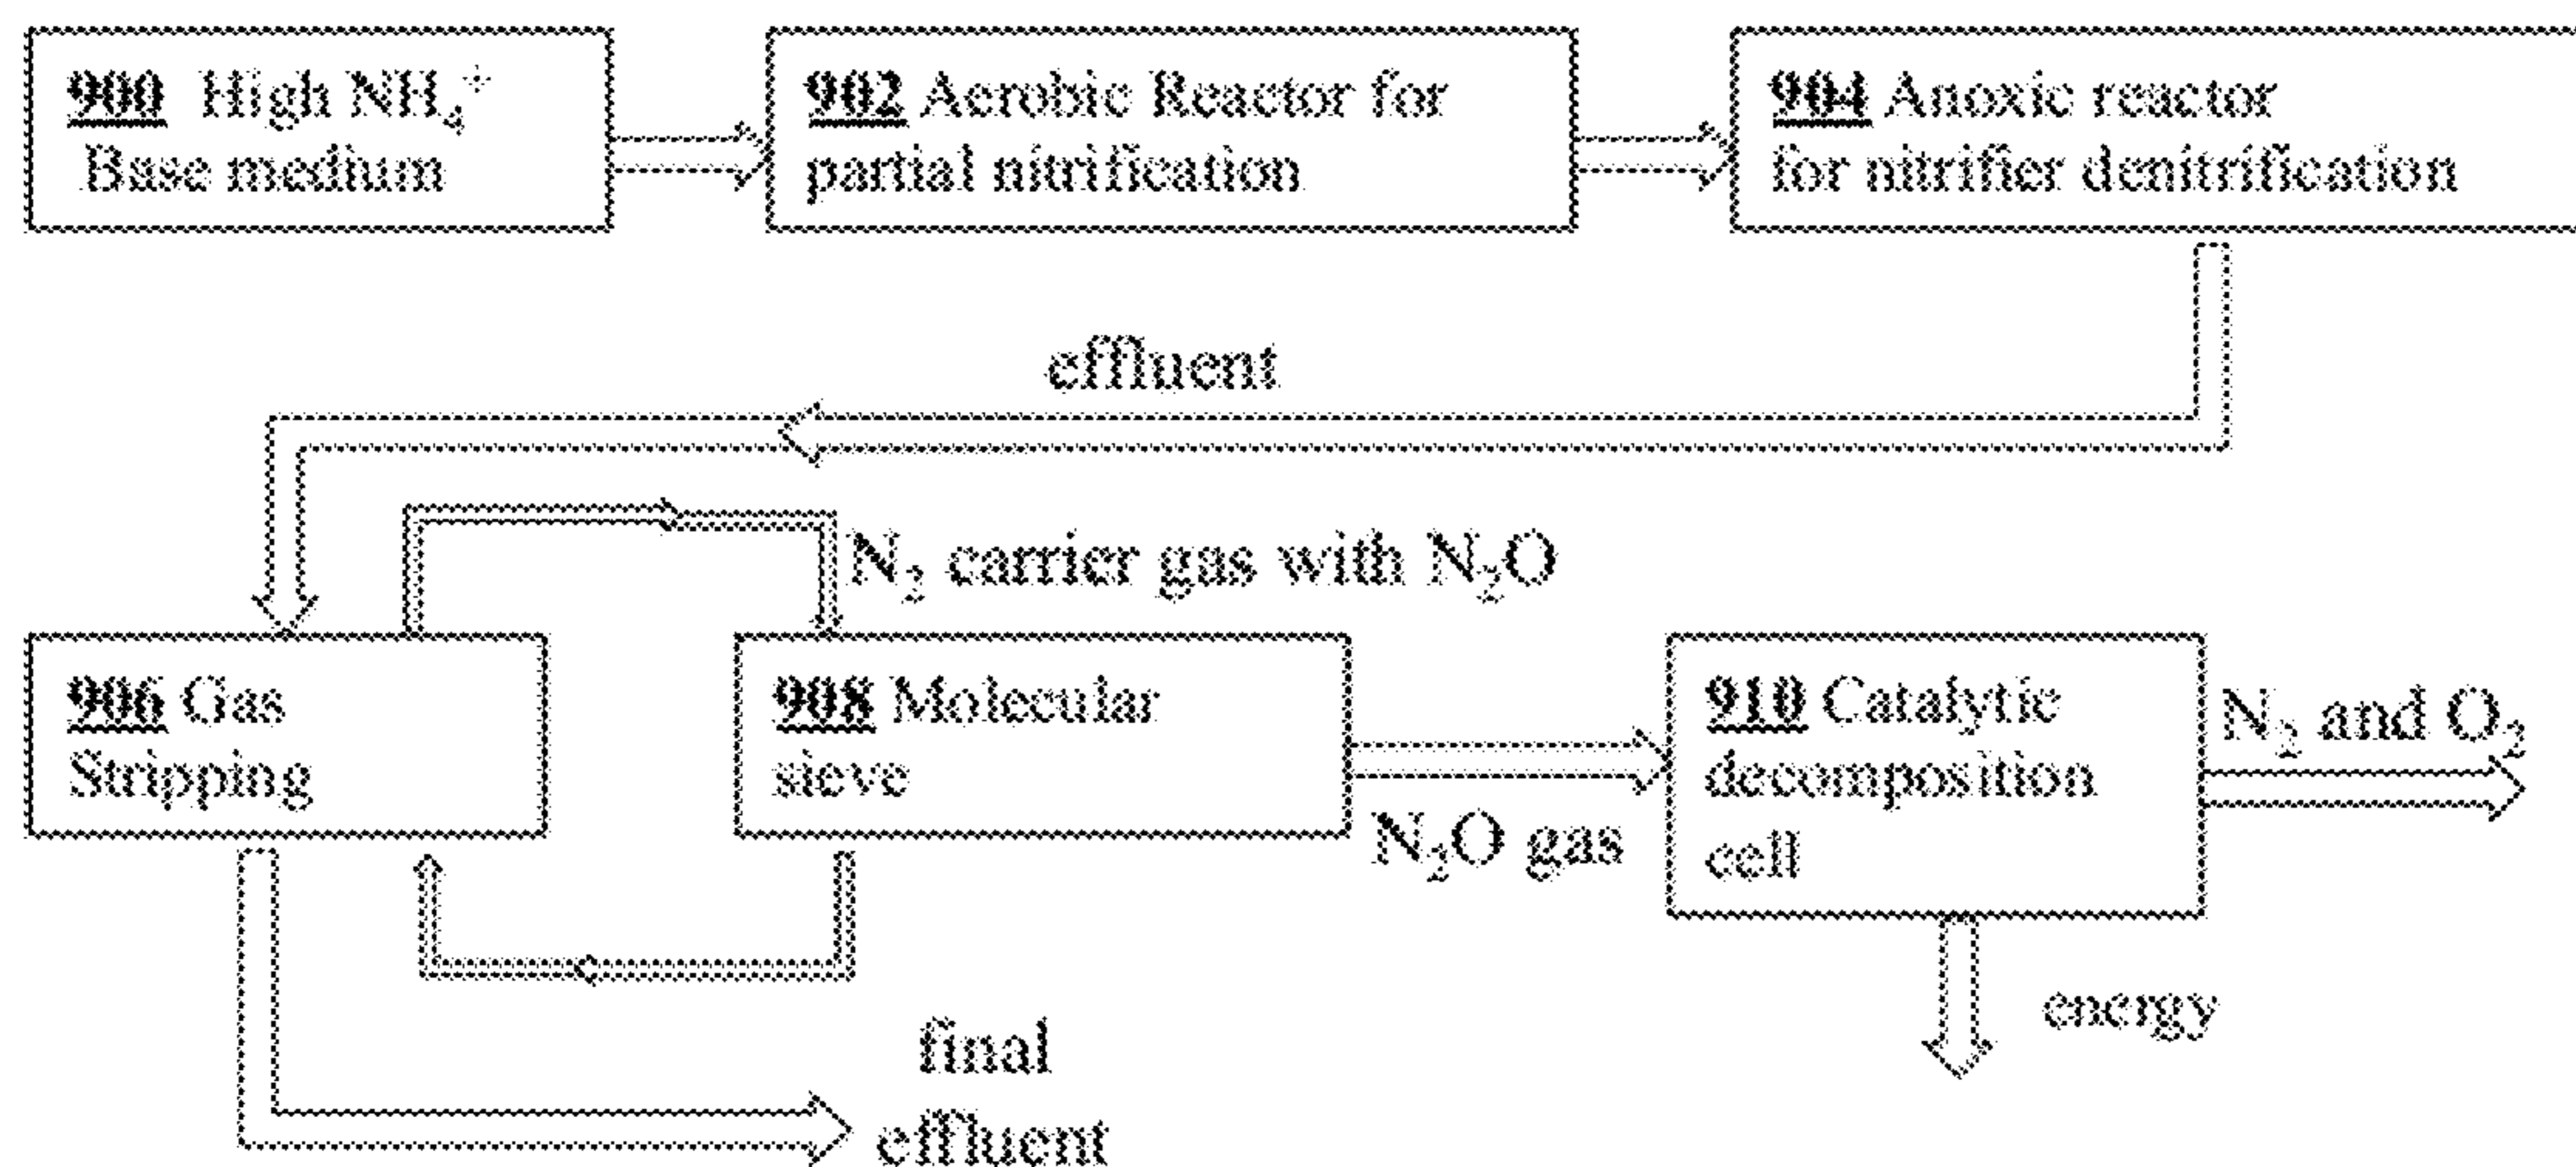 900 High NH₄⁺
Base medium
902 Aerobic Reactor for
partial nitrification
904 Anoxic reactor
for nitrifier denitrification
effluent
N₂ carrier gas with N₂O
906 Gas
Stripping
908 Molecular
sieve
N₂O gas
910 Catalytic
decomposition
cell
N₂ and O₂
energy
final
effluent